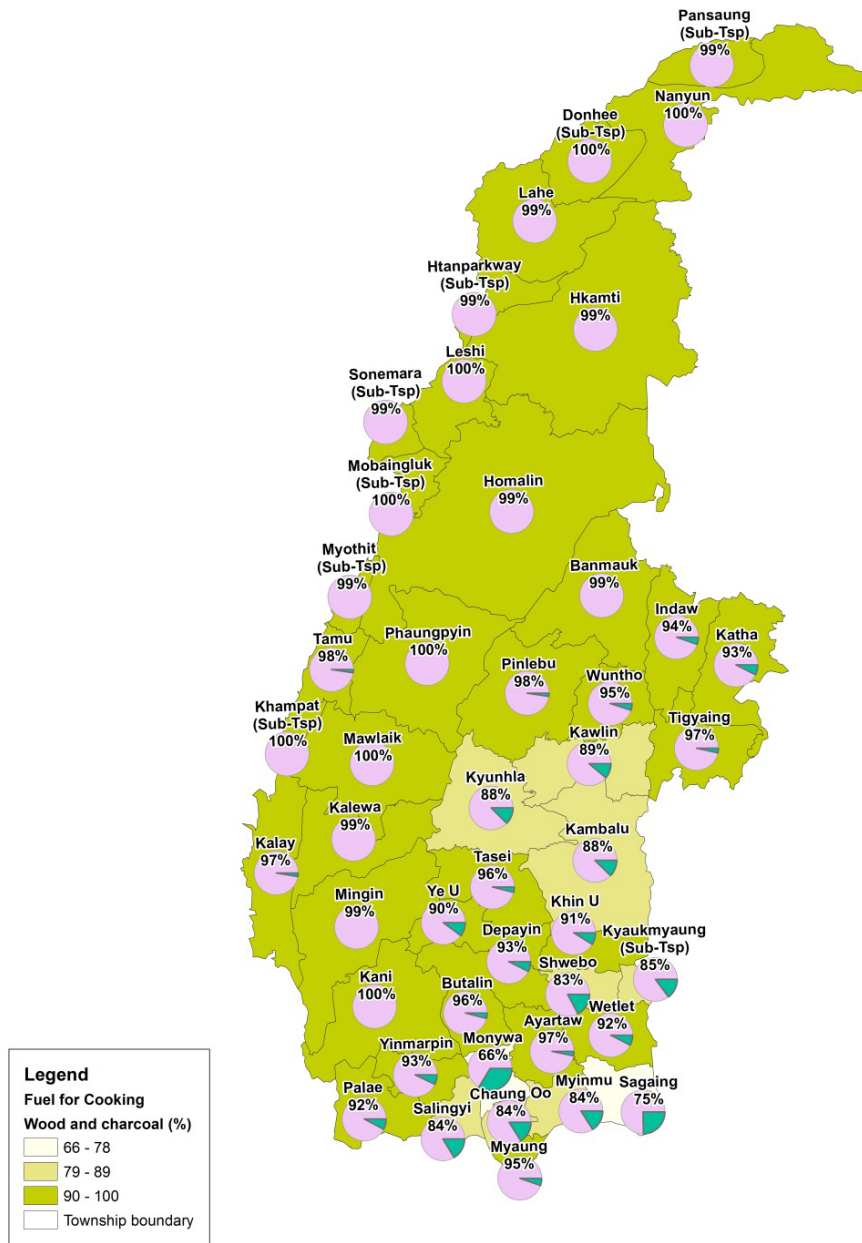 Pansaung
(Sub-Tsp)
99%
Nanyun
100%
Donhee
(Sub-Tsp)
100%
Lahe
99%
Htanparkway
(Sub-Tsp)
99%
Hkamti
99%
Leshi
100%
Sonemara
(Sub-Tsp)
99%
Mobaingluk
(Sub-Tsp)
100%
Homalin
99%
Myothit
(Sub-Tsp)
99%
Banmauk
99%
Indaw
94%
Katha
93%
Tamu
98%
Phaungpyin
100%
Pinlebu
98%
Wuntho
95%
Tigyaing
97%
Khampat
(Sub-Tsp)
100%
Mawlaik
100%
Kawlin
89%
Kyunhla
88%
Kalewa
99%
Kambalu
88%
Kalay
97%
Tasei
96%
Mingin
99%
Ye U
90%
Khin U
91%
Depayin
93%
Kyaukmyaung
(Sub-Tsp)
85%
Shwebo
83%
Kani
100%
Butalin
96%
Wetlet
92%
Ayartaw
97%
Yinmarpin
93%
Monywa
66%
Palae
92%
Salingyi
84%
Chaung Oo
84%
Myinmu
84%
Sagaing
75%
Myaung
95%
Legend
Fuel for Cooking
Wood and charcoal (%)
66 - 78
79 - 89
90 - 100
Township boundary